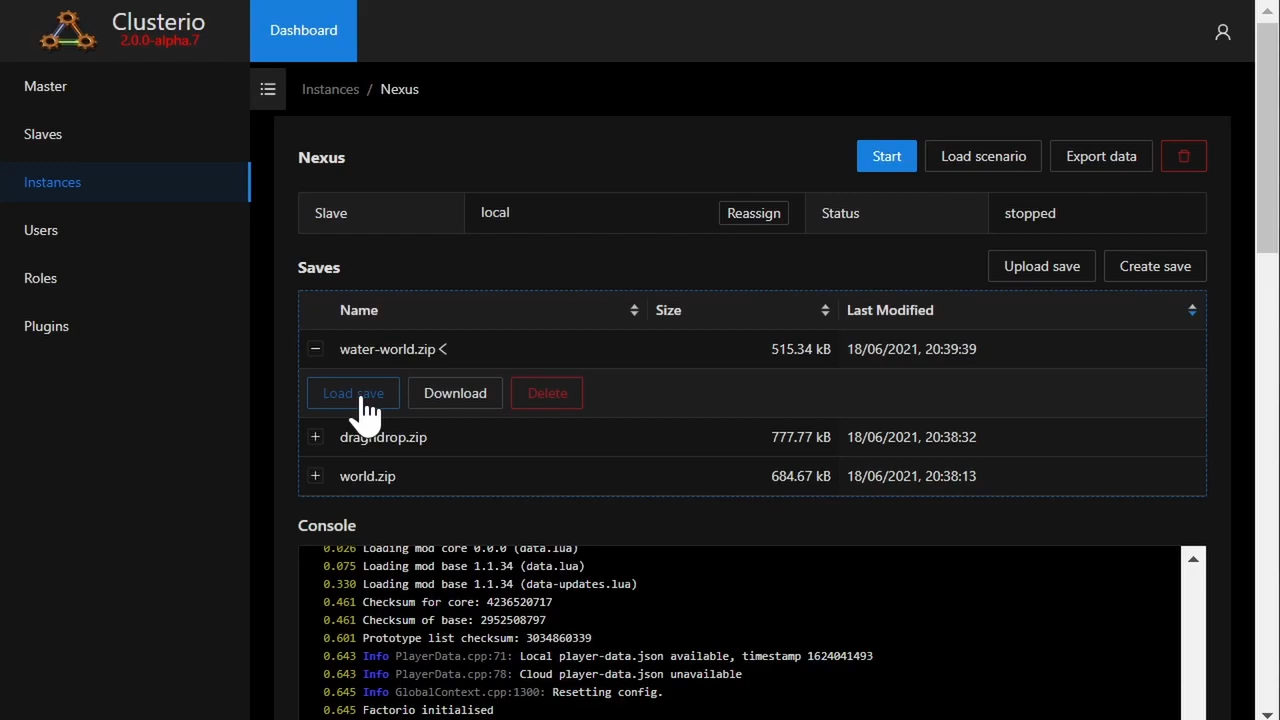 Clusterio
2.0.0-alpha.7
Dashboard
Master
Slaves
Instances
Users
Roles
Plugins
Instances / Nexus
Nexus
Start
Load scenario
Export data
Slave
local
Reassign
Status
stopped
Saves
Upload save
Create save
Name
Size
Last Modified
water-world.zip <
515.34 kB
18/06/2021, 20:39:39
Load save
Download
Delete
dragndrop.zip
777.77 kB
18/06/2021, 20:38:32
world.zip
684.67 kB
18/06/2021, 20:38:13
Console
0.026 Loading mod core 0.0.0 (data.lua)
0.075 Loading mod base 1.1.34 (data.lua)
0.330 Loading mod base 1.1.34 (data-updates.lua)
0.461 Checksum for core: 4236520717
0.461 Checksum of base: 2952508797
0.601 Prototype list checksum: 3034860339
0.643 Info PlayerData.cpp:71: Local player-data.json available, timestamp 1624041493
0.643 Info PlayerData.cpp:78: Cloud player-data.json unavailable
0.645 Info GlobalContext.cpp:1300: Resetting config.
0.645 Factorio initialised